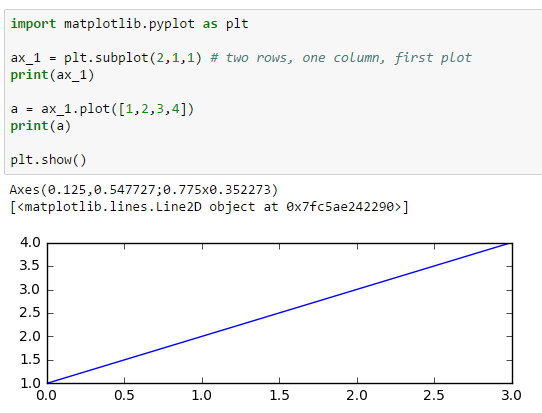 import matplotlib.pyplot as plt
ax_1 = plt.subplot(2,1,1) # two rows, one column, first plot
print(ax_1)
a = ax_1.plot([1,2,3,4])
print(a)
plt.show()
Axes(0.125,0.547727;0.775x0.352273)
[<matplotlib.lines.Line2D object at 0x7fc5ae242290>]
4.0
3.5
3.0
2.5
2.0
1.5
1.0
0.0 0.5 1.0 1.5 2.0 2.5 3.0